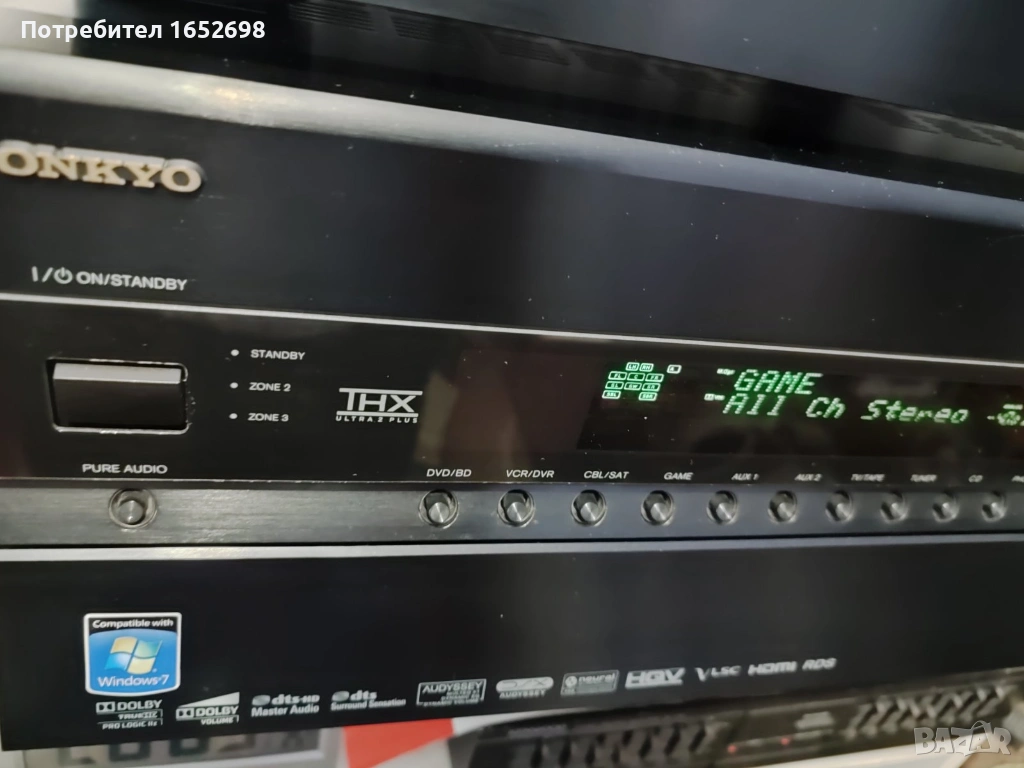 Потребител 1652698
ONKYO
I/⏻ ON/STANDBY
STANDBY
ZONE 2
ZONE 3
THX
ULTRA 2 PLUS
GAME
All Ch Stereo
PURE AUDIO
DVD/BD VCR/DVR CBL/SAT GAME AUX 1 AUX 2 TV/TAPE TUNER CD
Compatible with
Windows 7
DOLBY
TRUEHD
PRO LOGIC IIz
DOLBY
VOLUME
dts-HD
Master Audio
dts
Surround Sensation
AUDYSSEY
AUDYSSEY
neural
HQV
VLSC
HDMI
RDS
BAZAR